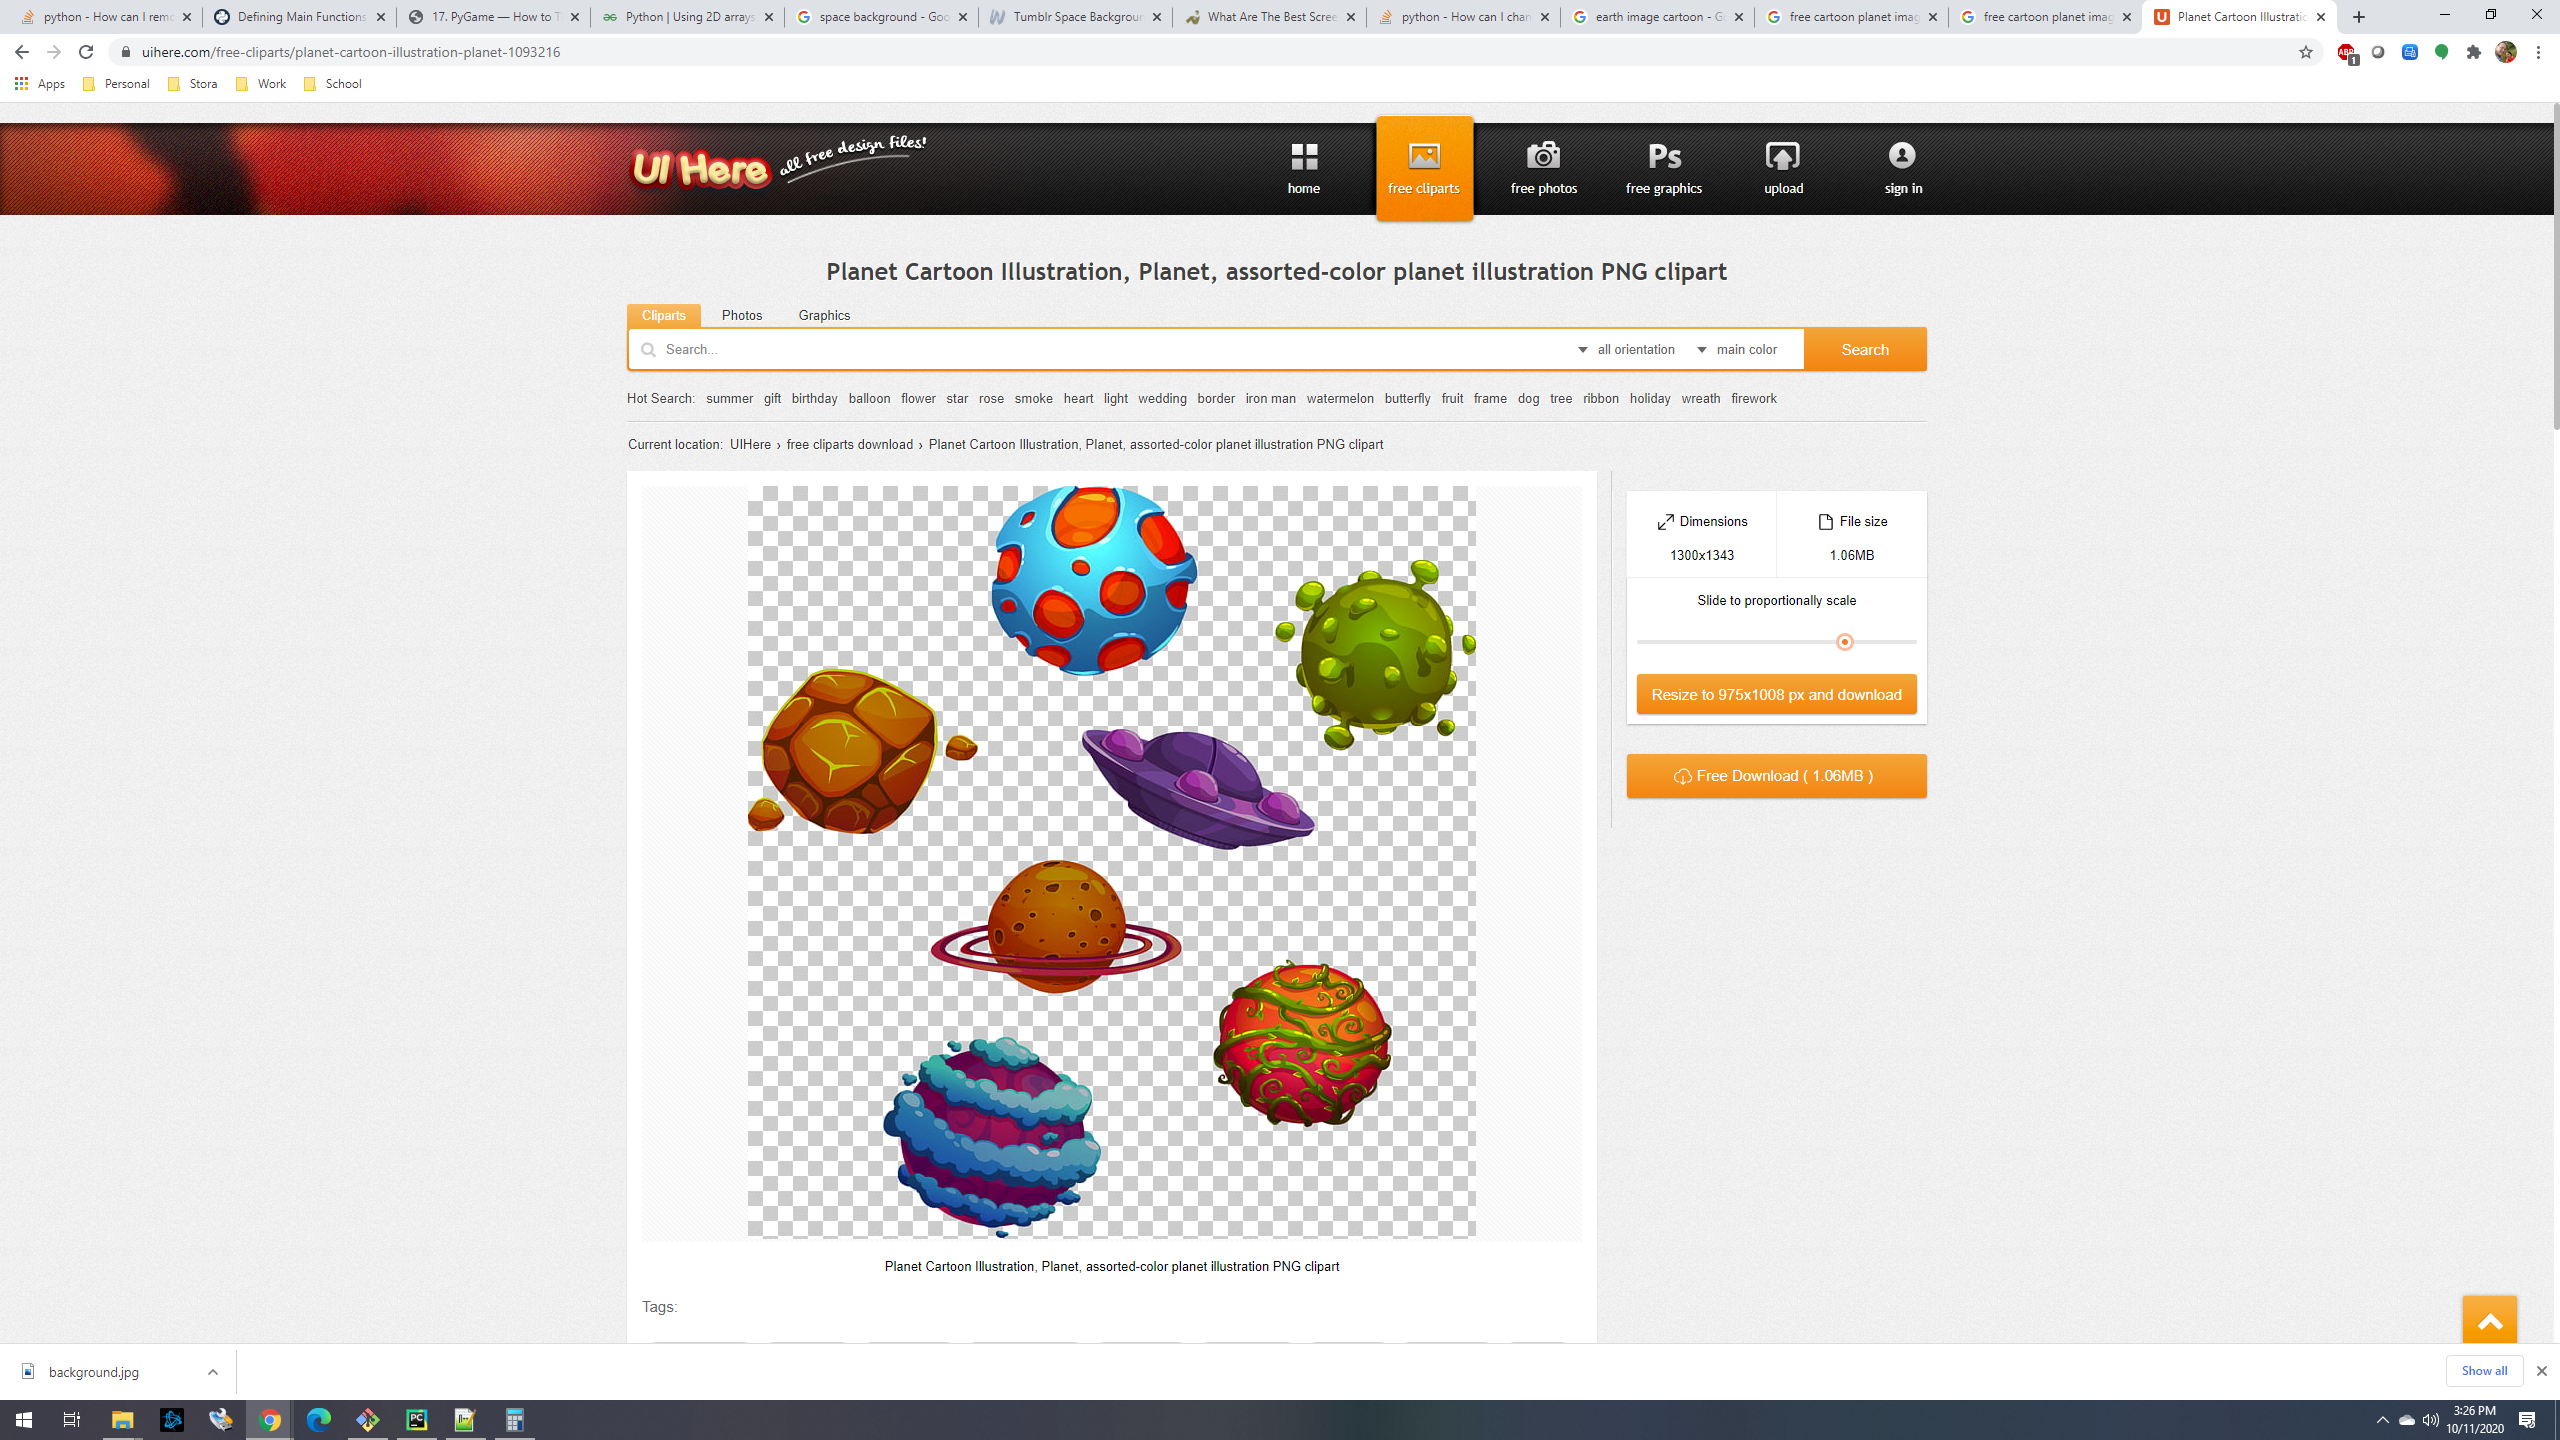 python - How can I remo
Defining Main Functions
17. PyGame — How to T
Python | Using 2D arrays
space background - Goo
Tumblr Space Backgroun
What Are The Best Scree
python - How can I chan
earth image cartoon - Go
free cartoon planet imag
free cartoon planet imag
Planet Cartoon Illustratio
uihere.com/free-cliparts/planet-cartoon-illustration-planet-1093216
ABP 1
Apps Personal Stora Work School
UI Here all free design files!
home free cliparts free photos Ps free graphics upload sign in
Planet Cartoon Illustration, Planet, assorted-color planet illustration PNG clipart
Cliparts Photos Graphics
Search... all orientation main color Search
Hot Search: summer gift birthday balloon flower star rose smoke heart light wedding border iron man watermelon butterfly fruit frame dog tree ribbon holiday wreath firework
Current location: UIHere › free cliparts download › Planet Cartoon Illustration, Planet, assorted-color planet illustration PNG clipart
Dimensions File size
1300x1343 1.06MB
Slide to proportionally scale
Resize to 975x1008 px and download
Free Download ( 1.06MB )
Planet Cartoon Illustration, Planet, assorted-color planet illustration PNG clipart
Tags:
background.jpg
Show all
3:26 PM
10/11/2020